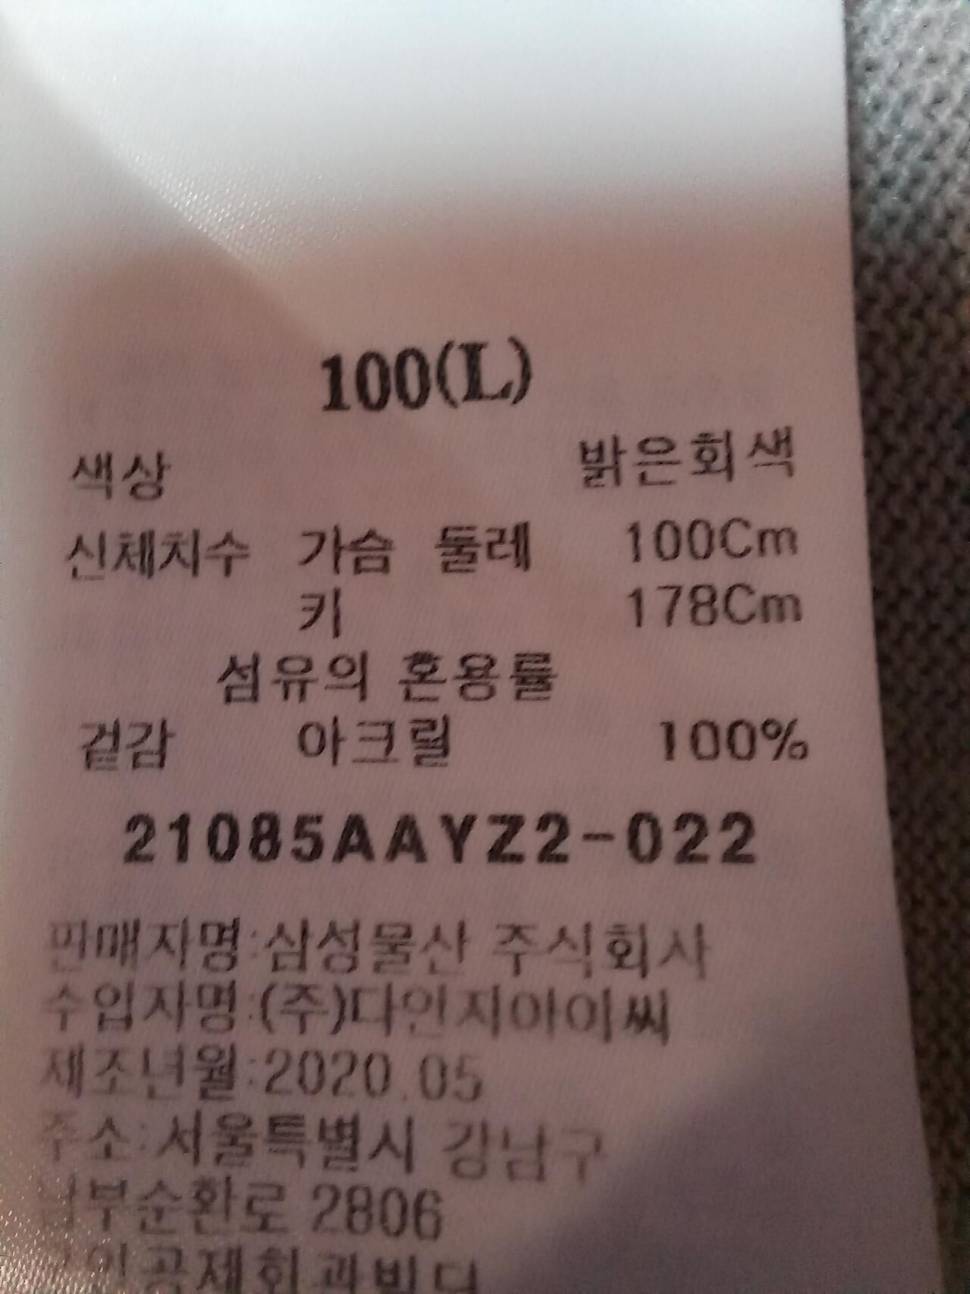 100(L)
색상 밝은회색
신체치수 가슴 둘레 100Cm
키 178Cm
섬유의 혼용률
겉감 아크릴 100%
21085AAYZ2-022
판매자명:삼성물산 주식회사
수입자명:(주)다인지아이씨
제조년월:2020.05
주소:서울특별시 강남구
남부순환로 2806